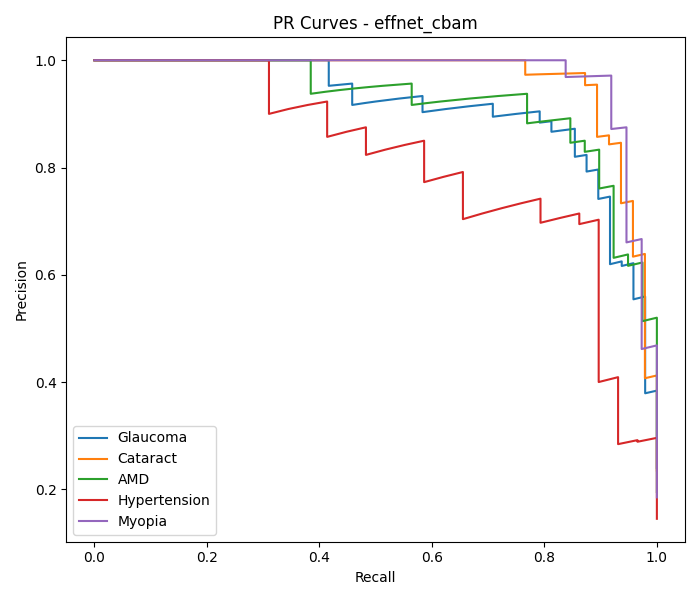 PR Curves - effnet_cbam
1.0
0.8
0.6
0.4
0.2
Precision
Glaucoma
Cataract
AMD
Hypertension
Myopia
0.0 0.2 0.4 0.6 0.8 1.0
Recall